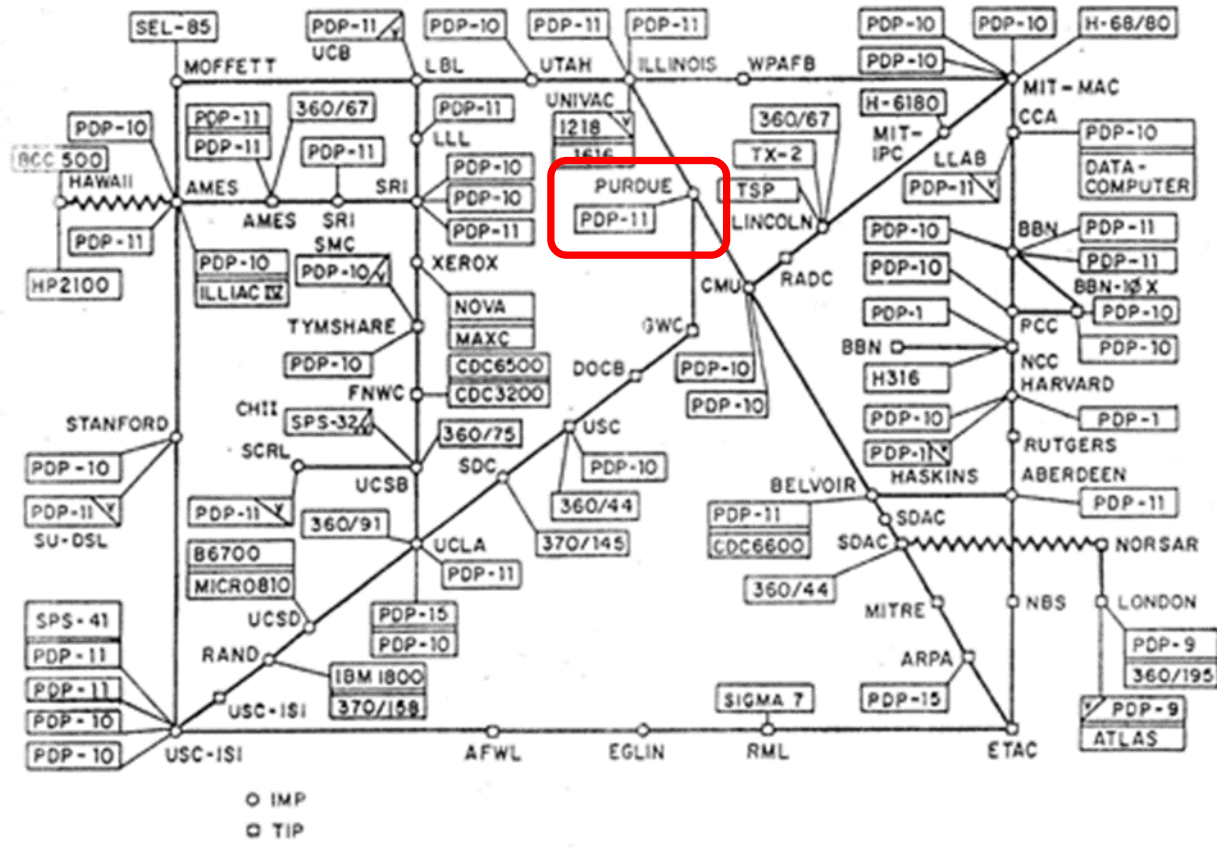 SEL-85
PDP-11
UCB
PDP-10
PDP-11
PDP-11
PDP-10
PDP-10
PDP-10
H-68/80
MOFFETT
LBL
UTAH
ILLINOIS
WPAFB
MIT-MAC
UNIVAC
1218
1616
H-6180
MIT-
IPC
CCA
PDP-10
DATA-
COMPUTER
LLAB
PDP-11
360/67
TX-2
TSP
LINCOLN
RADC
PDP-11
LLL
PDP-10
PDP-11
PDP-11
360/67
PDP-11
BCC 500
HAWAII
AMES
AMES
SRI
SRI
PDP-10
PDP-10
PDP-11
PURDUE
PDP-11
PDP-11
HP2100
PDP-10
ILLIAC IV
SMC
PDP-10
XEROX
NOVA
MAXC
CMU
PDP-10
PDP-10
PDP-10
BBN
PDP-11
PDP-11
PDP-10
BBN-10X
PDP-10
PDP-10
PCC
TYMSHARE
PDP-10
GWC
DOCB
PDP-1
BBN
NCC
H316
HARVARD
PDP-10
PDP-11
PDP-1
FNWC
CDC6500
CDC3200
CHII
SPS-32
360/75
USC
PDP-10
360/44
RUTGERS
STANFORD
PDP-10
PDP-11
SU-DSL
SCRL
PDP-11
UCSB
SDC
370/145
BELVOIR
HASKINS
ABERDEEN
PDP-11
PDP-11
CDC6600
SDAC
SDAC
360/44
NORSAR
360/91
UCLA
PDP-11
B6700
MICRO810
UCSD
PDP-15
PDP-10
MITRE
NBS
LONDON
PDP-9
360/195
SPS-41
PDP-11
PDP-11
PDP-10
PDP-10
RAND
IBM 1800
370/158
USC-ISI
USC-ISI
ARPA
PDP-15
SIGMA 7
PDP-9
ATLAS
AFWL
EGLIN
RML
ETAC
IMP
TIP